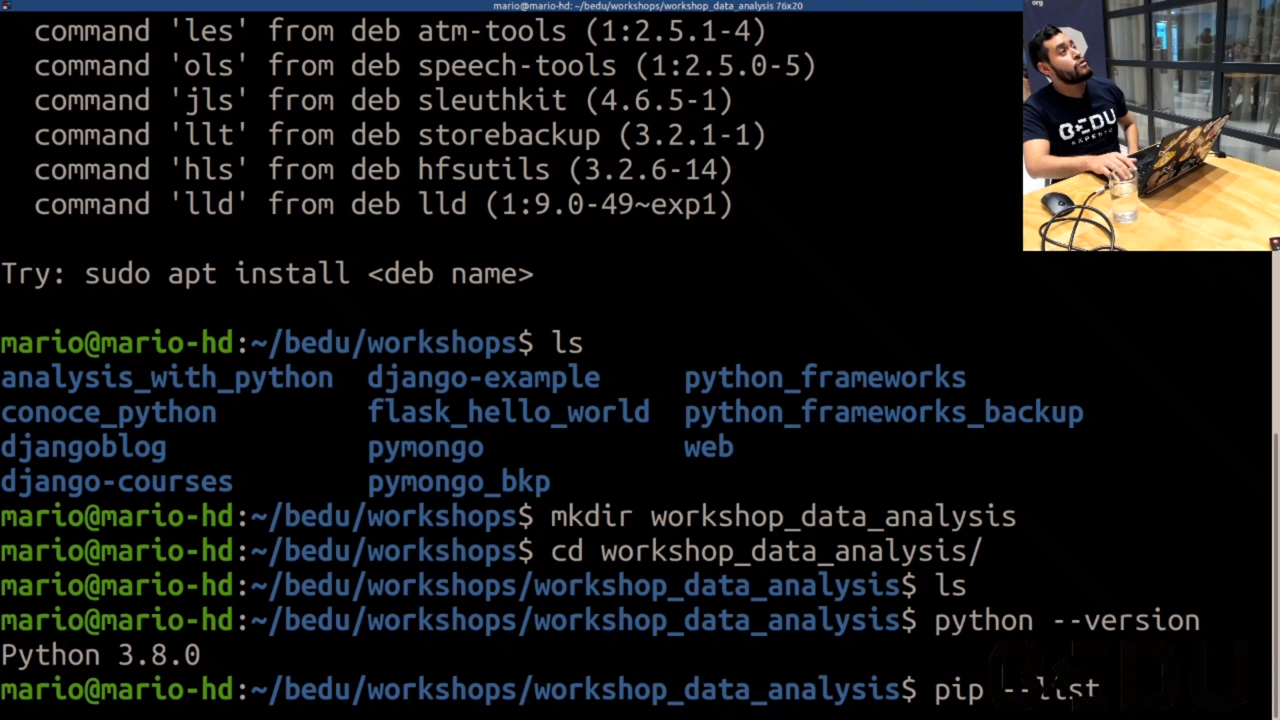 mario@mario-hd: ~/bedu/workshops/workshop_data_analysis 76x20
org
command 'les' from deb atm-tools (1:2.5.1-4)
command 'ols' from deb speech-tools (1:2.5.0-5)
command 'jls' from deb sleuthkit (4.6.5-1)
command 'llt' from deb storebackup (3.2.1-1)
command 'hls' from deb hfsutils (3.2.6-14)
command 'lld' from deb lld (1:9.0-49~exp1)
Try: sudo apt install <deb name>
mario@mario-hd:~/bedu/workshops$ ls
analysis_with_python django-example python_frameworks
conoce_python flask_hello_world python_frameworks_backup
djangoblog pymongo web
django-courses pymongo_bkp
mario@mario-hd:~/bedu/workshops$ mkdir workshop_data_analysis
mario@mario-hd:~/bedu/workshops$ cd workshop_data_analysis/
mario@mario-hd:~/bedu/workshops/workshop_data_analysis$ ls
mario@mario-hd:~/bedu/workshops/workshop_data_analysis$ python --version
Python 3.8.0
mario@mario-hd:~/bedu/workshops/workshop_data_analysis$ pip --list
BEDU
EXPERTO
BEDU